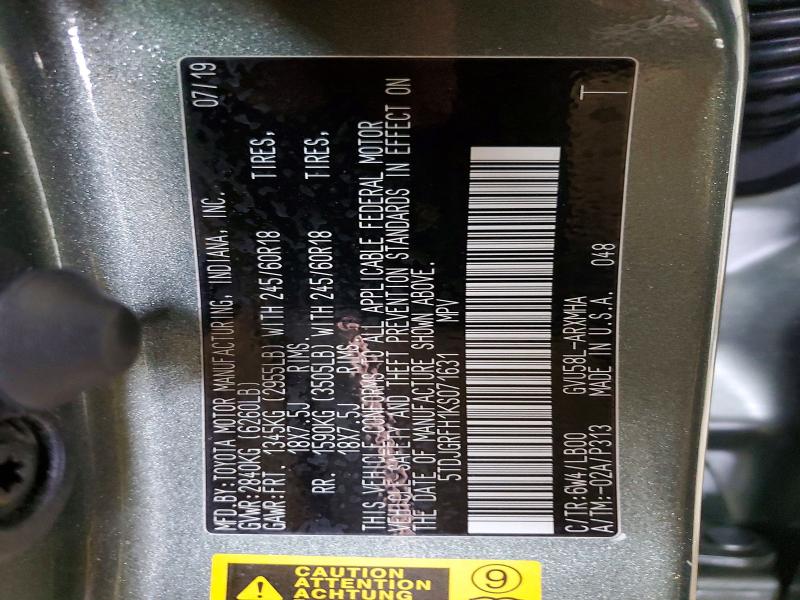 MFD.BY:TOYOTA MOTOR MANUFACTURING, INDIANA, INC. 07/19
GVWR:2840KG (6260LB)
GAWR:FRT. 1345KG (2955LB) WITH 245/60R18 TIRES,
18X7.5J RIMS.
RR. 1590KG (3505LB) WITH 245/60R18 TIRES,
18X7.5J RIMS.
THIS VEHICLE CONFORMS TO ALL APPLICABLE FEDERAL MOTOR
VEHICLE SAFETY AND THEFT PREVENTION STANDARDS IN EFFECT ON
THE DATE OF MANUFACTURE SHOWN ABOVE.
5TDJGRFH1KS071631 MPV
C/TR:6W4/LB00 GVU58L-ARXMHA T
A/TM:-02A/P313 MADE IN U.S.A. 048
CAUTION
ATTENTION
ACHTUNG
9